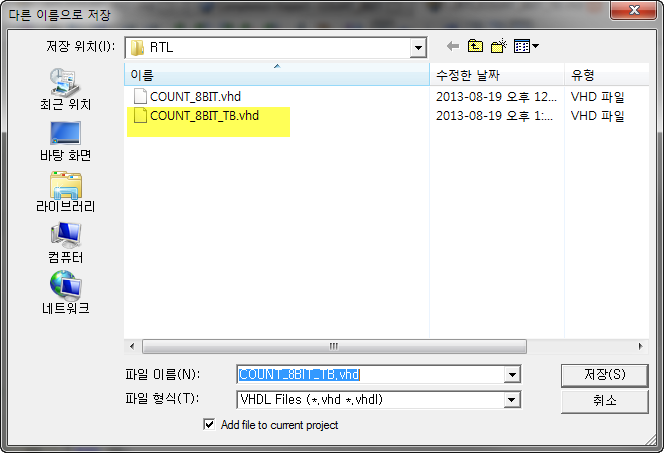 다른 이름으로 저장
저장 위치(I): RTL
이름 수정한 날짜 유형
COUNT_8BIT.vhd 2013-08-19 오후 12... VHD 파일
COUNT_8BIT_TB.vhd 2013-08-19 오후 1:... VHD 파일
최근 위치
바탕 화면
라이브러리
컴퓨터
네트워크
파일 이름(N): COUNT_8BIT_TB.vhd 저장(S)
파일 형식(T): VHDL Files (*.vhd *.vhdl) 취소
Add file to current project